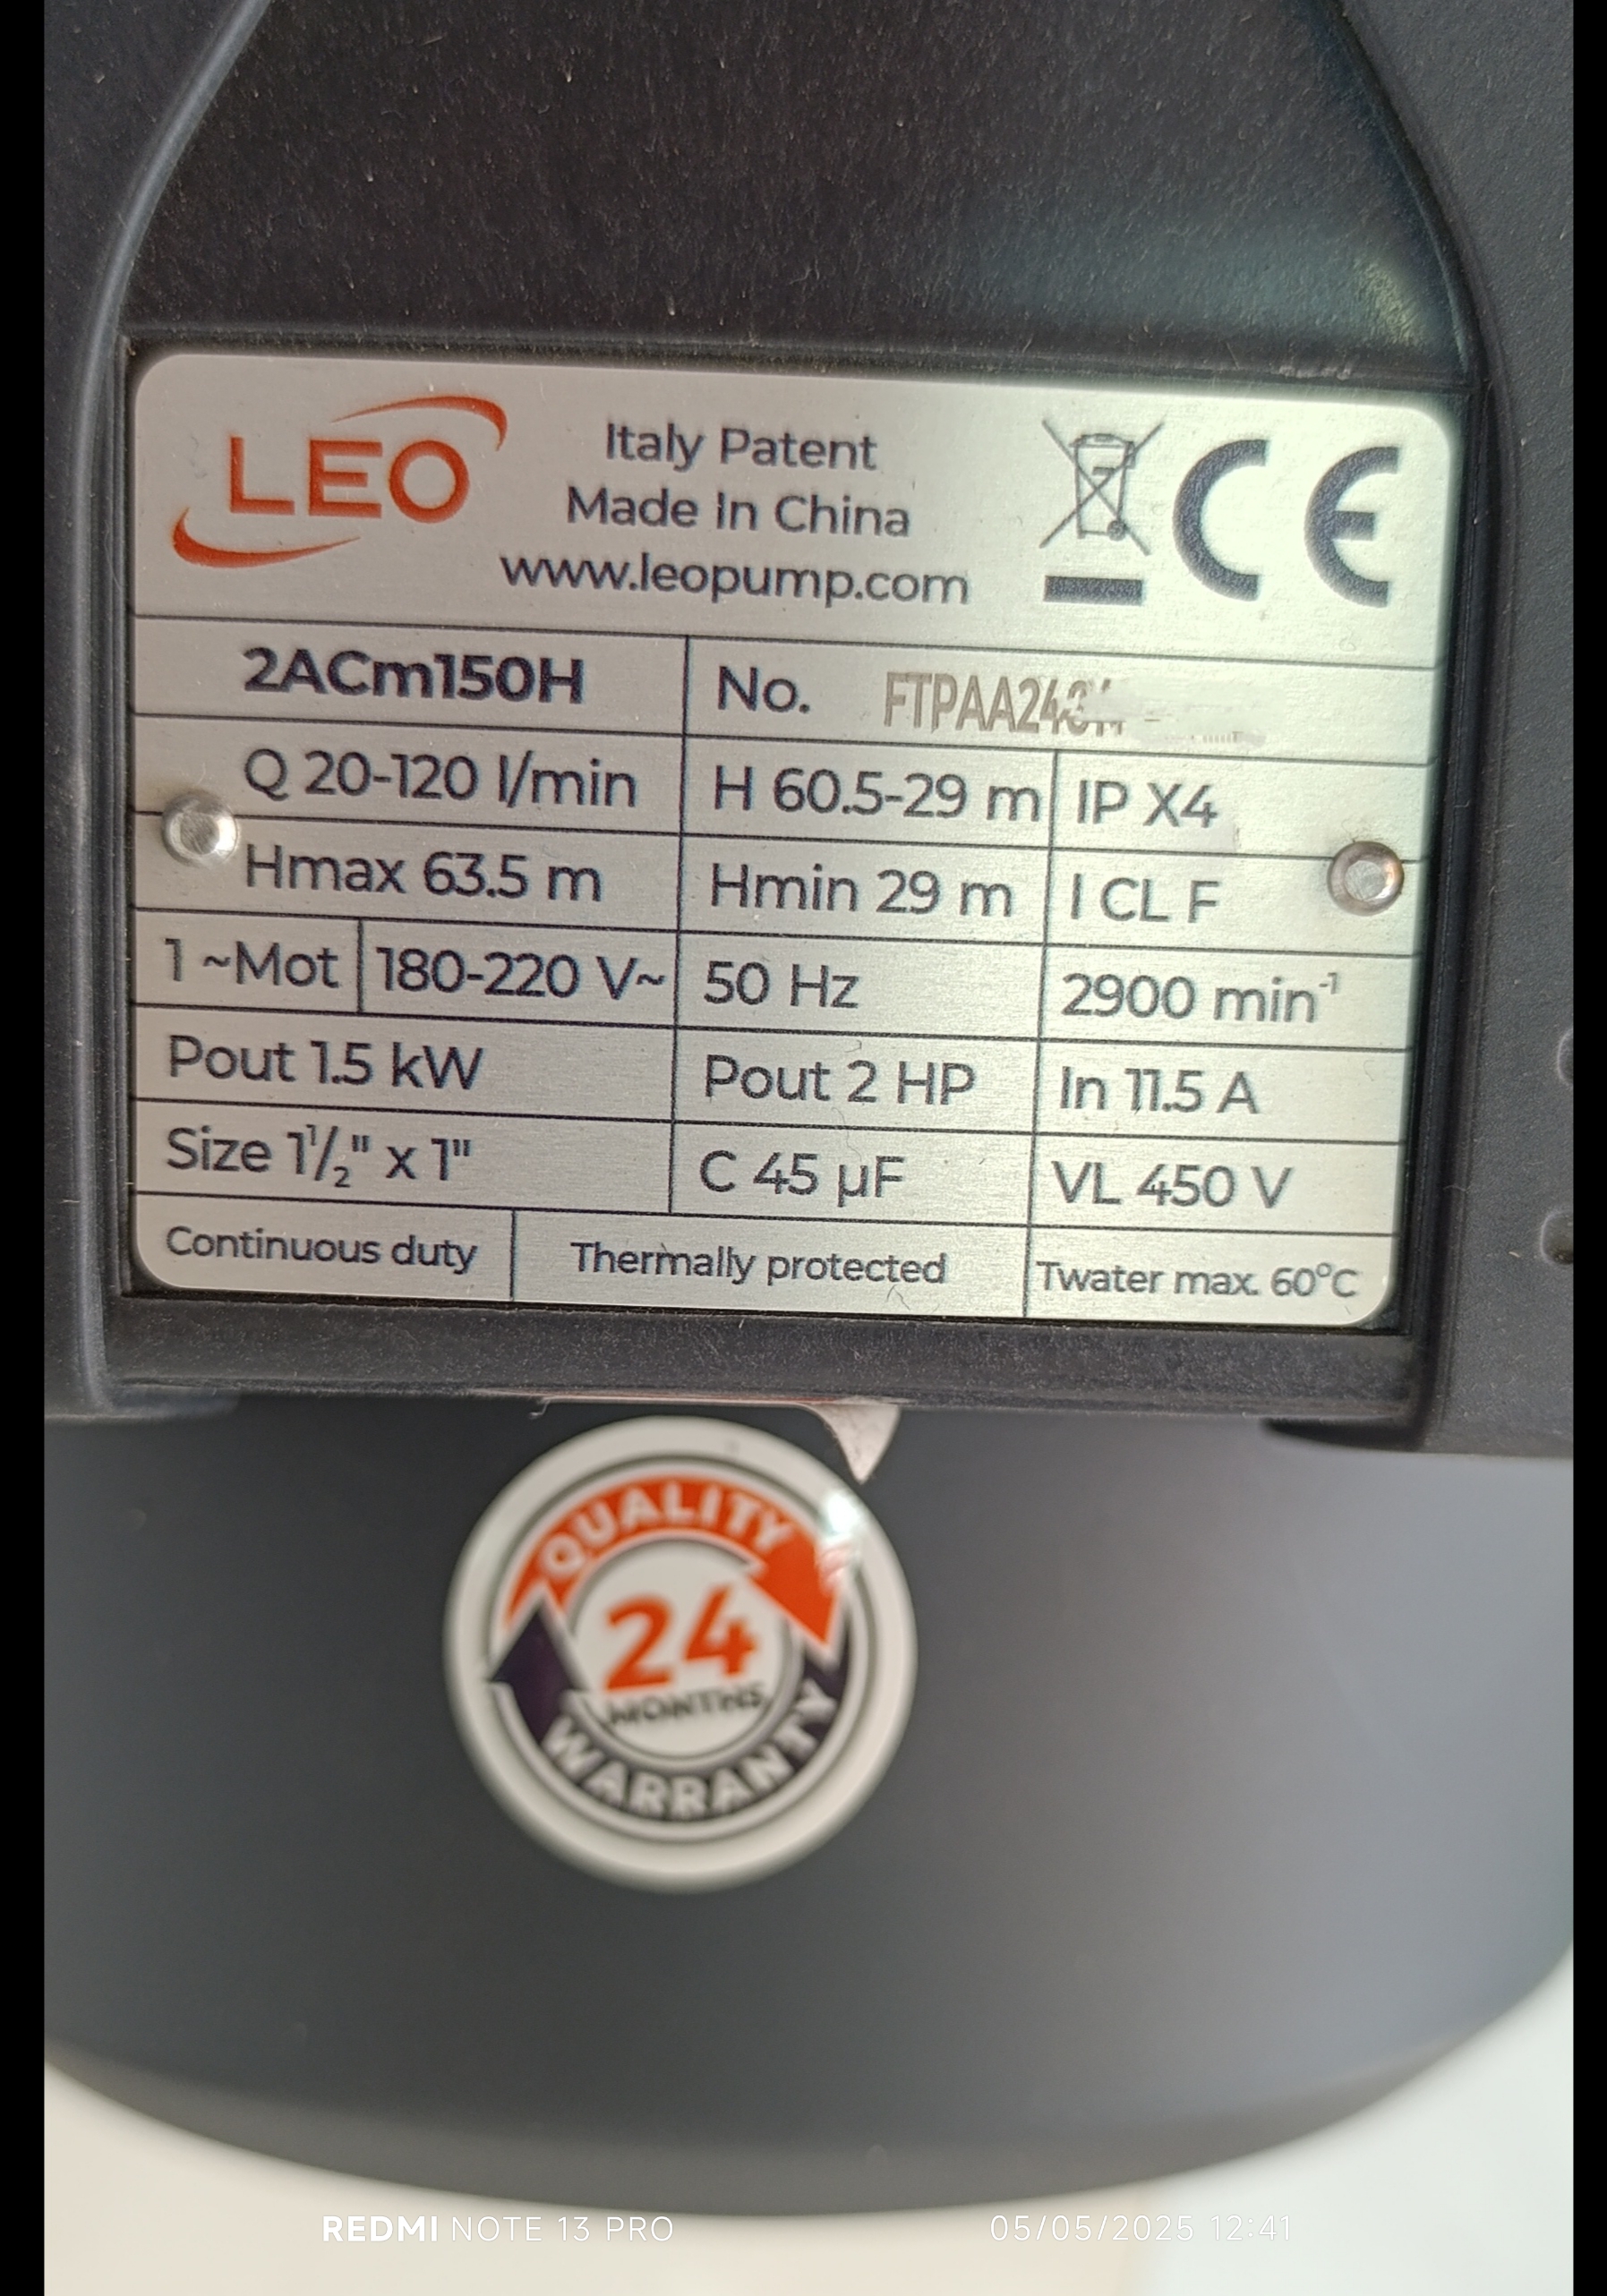 LEO
Italy Patent
Made In China
www.leopump.com
CE
2ACm150H
No.
Q 20-120 l/min
H 60.5-29 m
IP X4
Hmax 63.5 m
Hmin 29 m
I CL F
1 ~Mot
180-220 V~
50 Hz
2900 min⁻¹
Pout 1.5 kW
Pout 2 HP
In 11.5 A
Size 1¹/₂" x 1"
C 45 µF
VL 450 V
Continuous duty
Thermally protected
Twater max. 60°C
QUALITY
24
MONTHS
WARRANTY
REDMI NOTE 13 PRO
05/05/2025 12:41